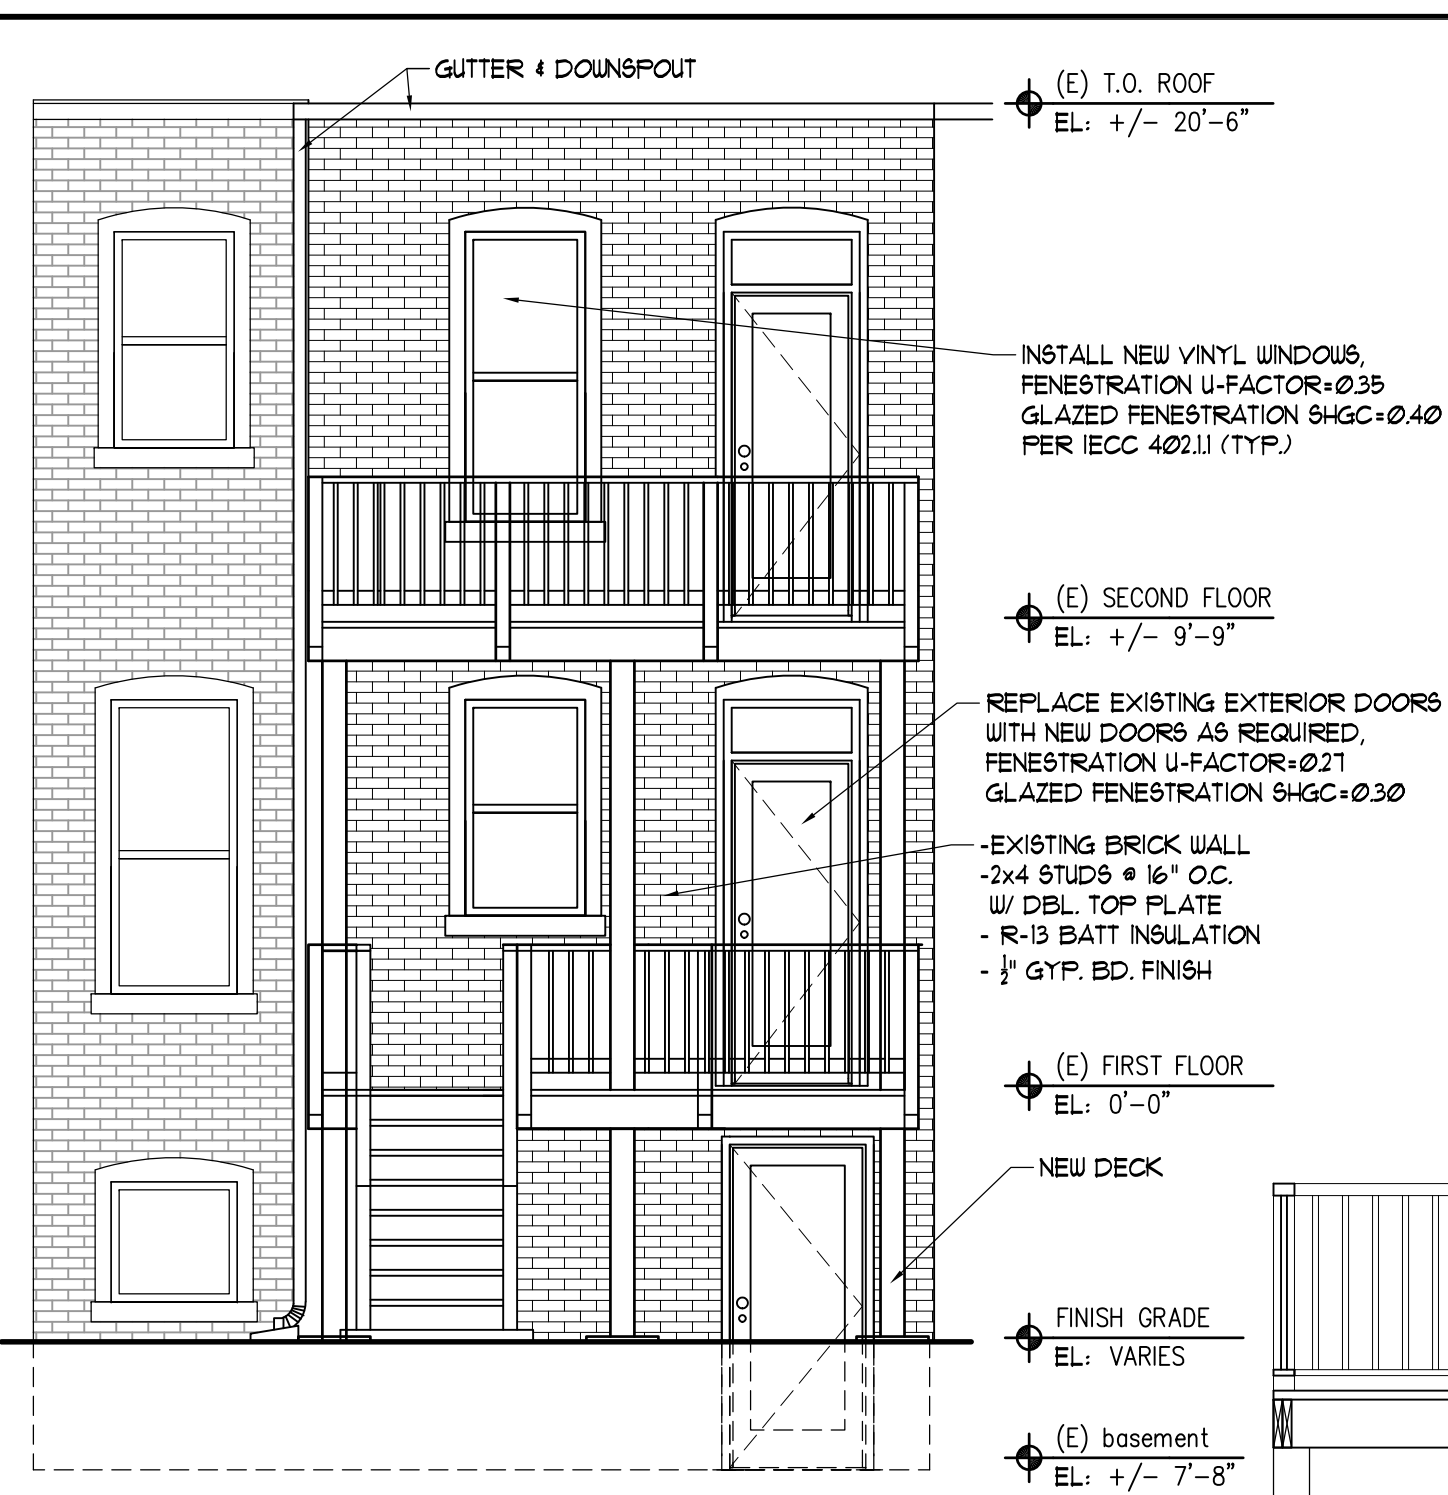 GUTTER & DOWNSPOUT
(E) T.O. ROOF
EL: +/- 20'-6"
INSTALL NEW VINYL WINDOWS,
FENESTRATION U-FACTOR=0.35
GLAZED FENESTRATION SHGC=0.40
PER IECC 402.1.1 (TYP.)
(E) SECOND FLOOR
EL: +/- 9'-9"
REPLACE EXISTING EXTERIOR DOORS
WITH NEW DOORS AS REQUIRED,
FENESTRATION U-FACTOR=0.27
GLAZED FENESTRATION SHGC=0.30
-EXISTING BRICK WALL
-2x4 STUDS @ 16" O.C.
W/ DBL. TOP PLATE
- R-13 BATT INSULATION
- ½" GYP. BD. FINISH
(E) FIRST FLOOR
EL: 0'-0"
NEW DECK
FINISH GRADE
EL: VARIES
(E) basement
EL: +/- 7'-8"